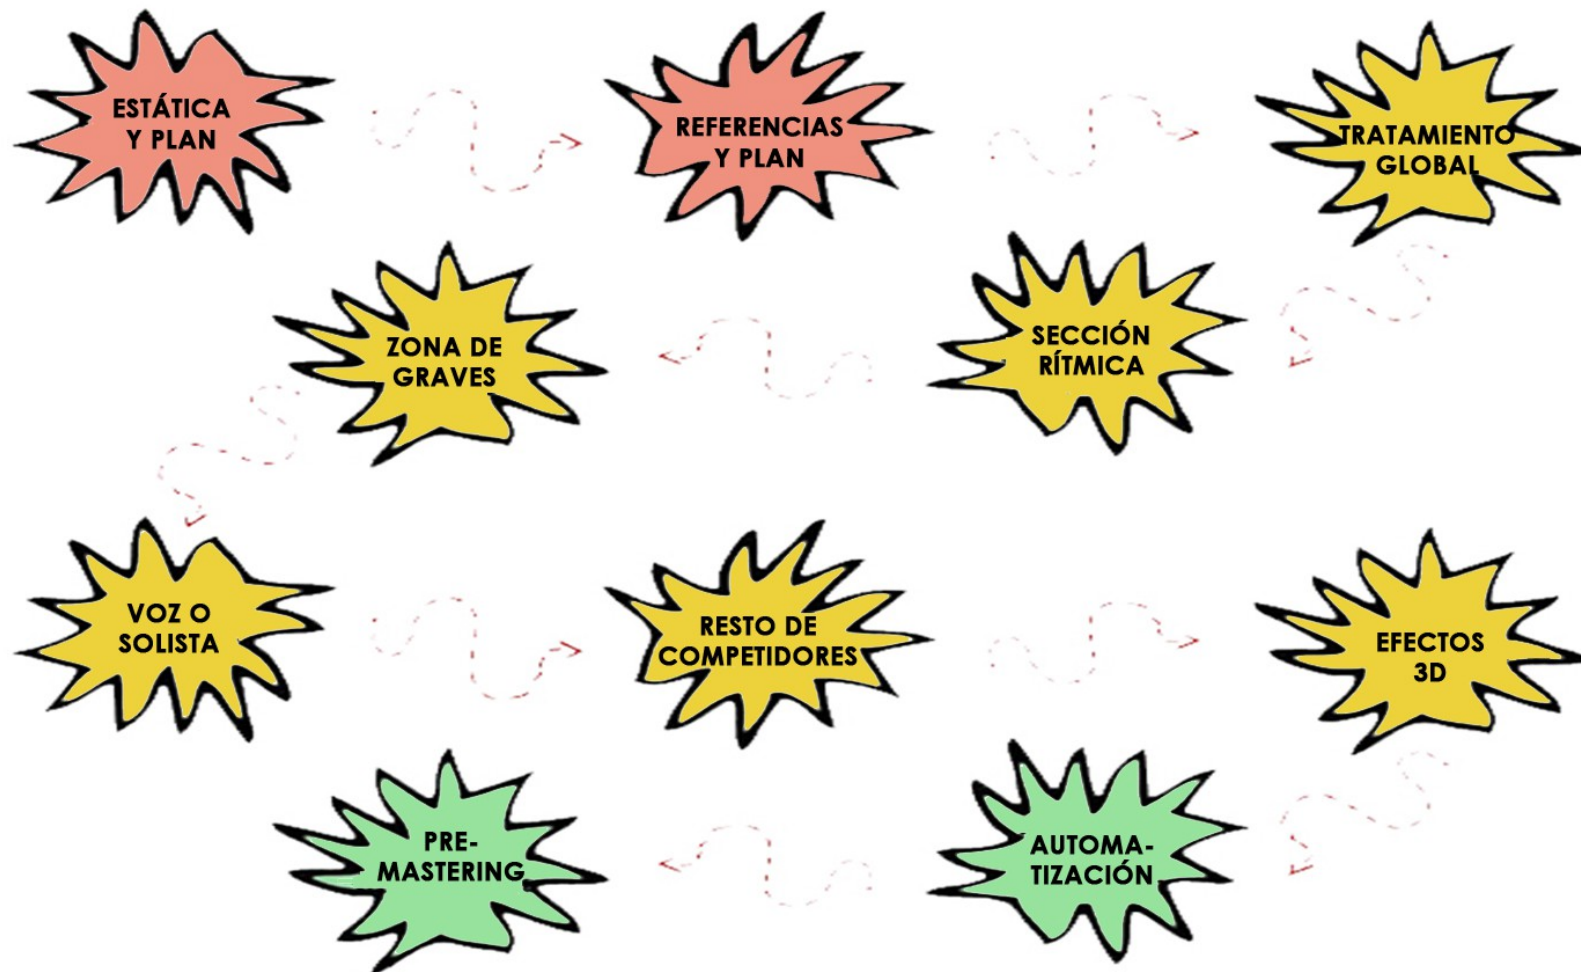 ESTÁTICA
Y PLAN
REFERENCIAS
Y PLAN
TRATAMIENTO
GLOBAL
SECCIÓN
RÍTMICA
ZONA DE
GRAVES
VOZ O
SOLISTA
RESTO DE
COMPETIDORES
EFECTOS
3D
AUTOMA-
TIZACIÓN
PRE-
MASTERING